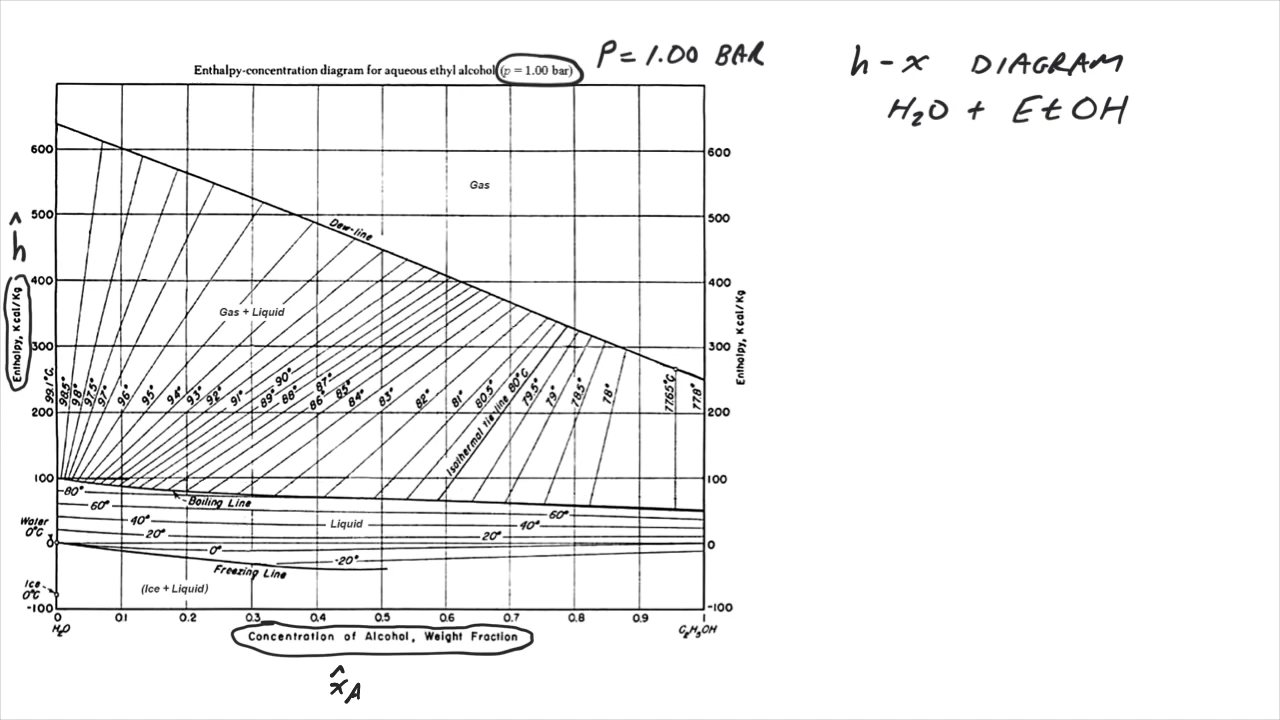 P = 1.00 BAR
h - x DIAGRAM
H₂O + EtOH
Enthalpy-concentration diagram for aqueous ethyl alcohol (p = 1.00 bar)
600
500
400
300
200
100
0
-100
600
500
400
300
200
100
0
-100
ĥ
Enthalpy, Kcal/Kg
Enthalpy, Kcal/Kg
Gas
Dew-line
Gas + Liquid
99.1°C.
98.5°
98°
97.5°
97°
96°
95°
94°
93°
92°
91°
90°
89°
88°
87°
86°
85°
84°
83°
82°
81°
80.5°
Isothermal tie-line 80°C
79.5°
79°
78.5°
78°
77.65°C
77.8°
80°
60°
40°
20°
0°
-20°
Boiling Line
Liquid
60°
40°
20°
Freezing Line
(Ice + Liquid)
Water
0°C
Ice
0°C
0
0.1
0.2
0.3
0.4
0.5
0.6
0.7
0.8
0.9
1
H₂O
C₂H₅OH
Concentration of Alcohol, Weight Fraction
x̂A